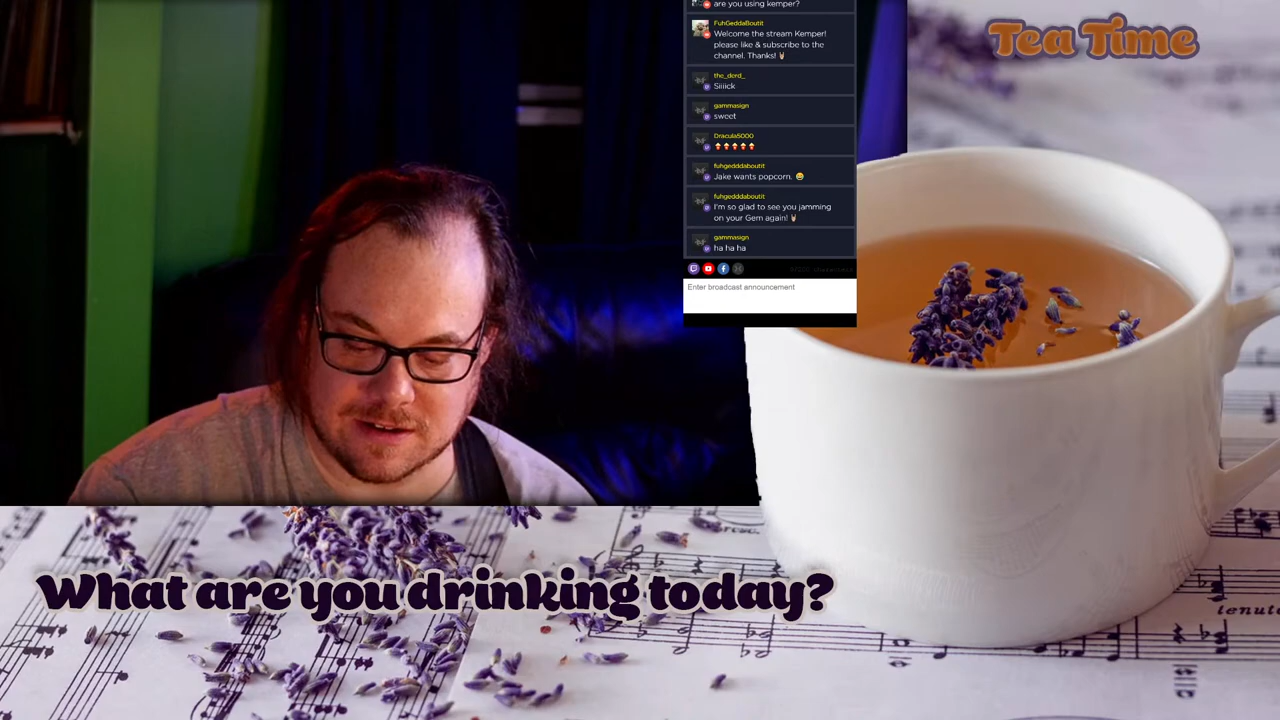 are you using kemper?
FuhGeddaBoutit
Welcome the stream Kemper!
please like & subscribe to the
channel. Thanks! 🤘
the_derd_
Siiiick
gammasign
sweet
Dracula5000
🍿🍿🍿🍿🍿
fuhgedddaboutit
Jake wants popcorn. 😄
fuhgedddaboutit
I'm so glad to see you jamming
on your Gem again! 🤘
gammasign
ha ha ha
Enter broadcast announcement
Tea Time
What are you drinking today?